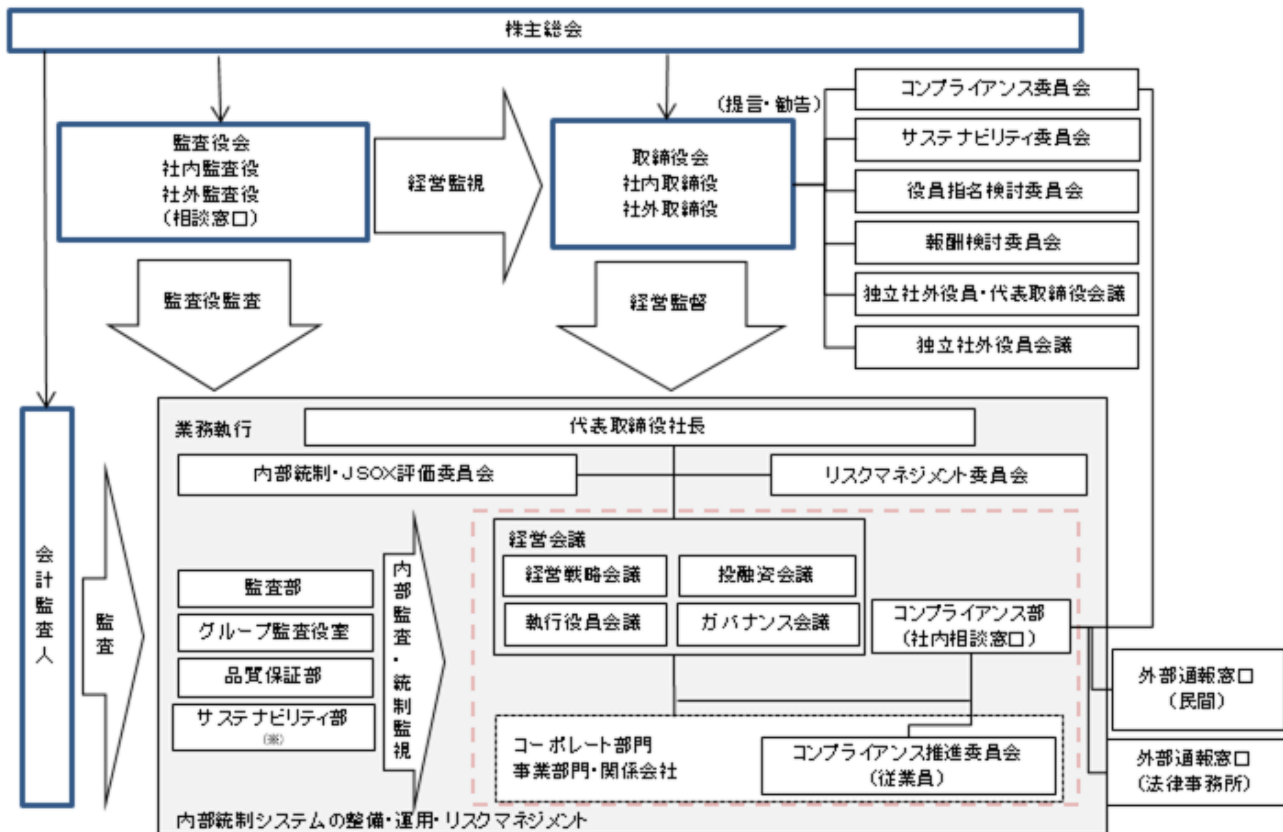 株主総会
監査役会
社内監査役
社外監査役
(相談窓口)
経営監視
取締役会
社内取締役
社外取締役
(提言・勧告)
コンプライアンス委員会
サステナビリティ委員会
役員指名検討委員会
報酬検討委員会
独立社外役員・代表取締役会議
独立社外役員会議
監査役監査
経営監督
会計監査人
監査
業務執行
代表取締役社長
内部統制・JSOX評価委員会
リスクマネジメント委員会
監査部
グループ監査役室
品質保証部
サステナビリティ部
(※)
内部監査・統制監視
経営会議
経営戦略会議
投融資会議
執行役員会議
ガバナンス会議
コンプライアンス部
(社内相談窓口)
コーポレート部門
事業部門・関係会社
コンプライアンス推進委員会
(従業員)
外部通報窓口
(民間)
外部通報窓口
(法律事務所)
内部統制システムの整備・運用・リスクマネジメント